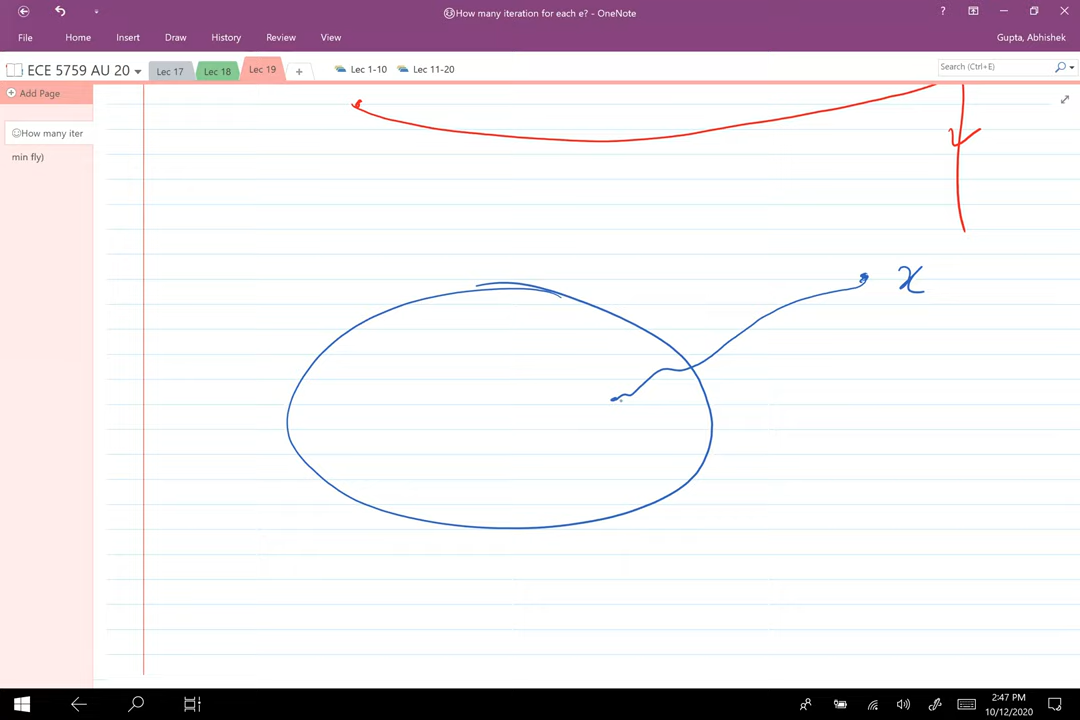 ☺How many iteration for each e? - OneNote
File Home Insert Draw History Review View Gupta, Abhishek
ECE 5759 AU 20 Lec 17 Lec 18 Lec 19 + Lec 1-10 Lec 11-20 Search (Ctrl+E)
Add Page
☺How many iter
min fly)
x
2:47 PM
10/12/2020